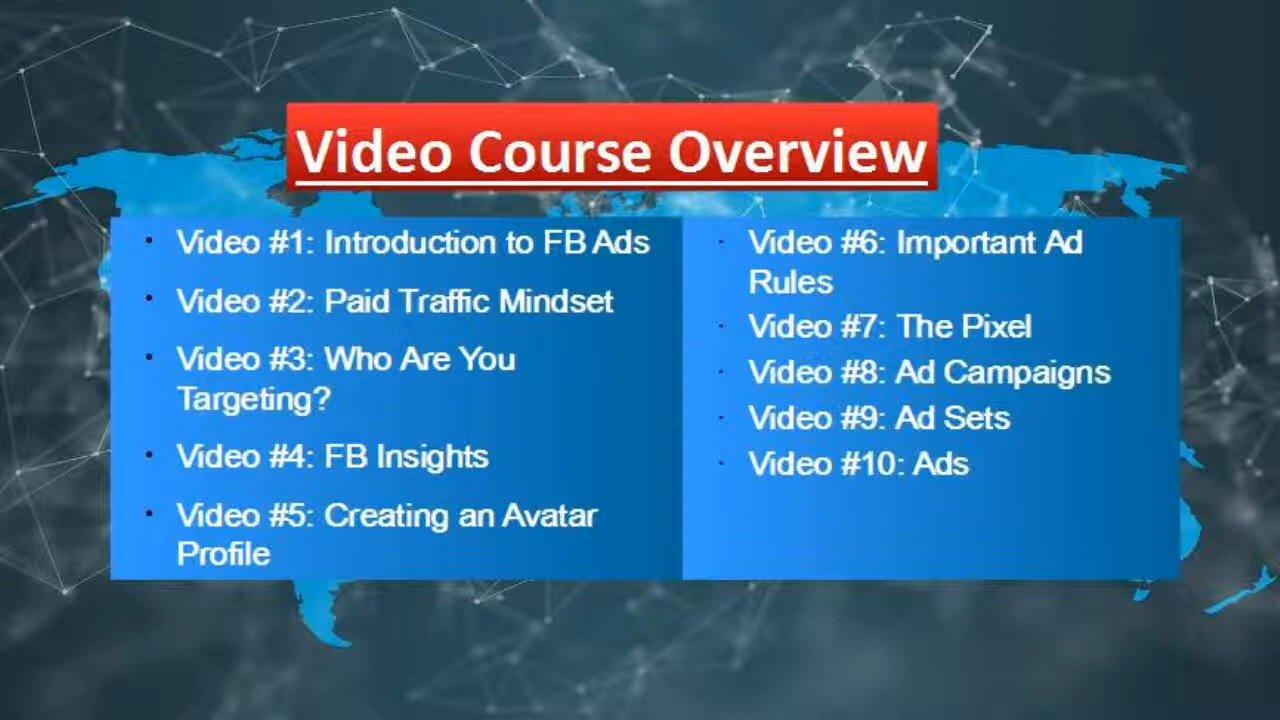 Video Course Overview
Video #1: Introduction to FB Ads
Video #2: Paid Traffic Mindset
Video #3: Who Are You
Targeting?
Video #4: FB Insights
Video #5: Creating an Avatar
Profile
Video #6: Important Ad
Rules
Video #7: The Pixel
Video #8: Ad Campaigns
Video #9: Ad Sets
Video #10: Ads